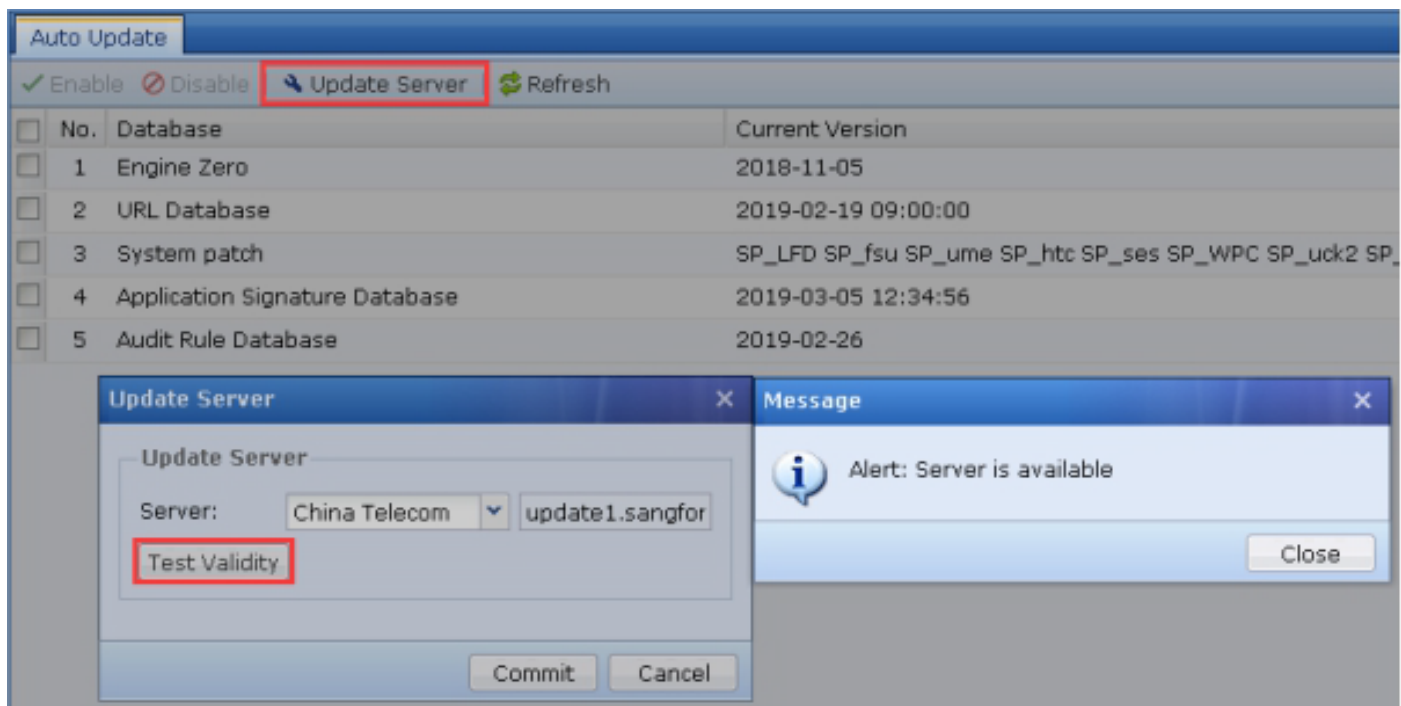 Auto Update
Enable Disable Update Server Refresh
No. Database Current Version
1 Engine Zero 2018-11-05
2 URL Database 2019-02-19 09:00:00
3 System patch SP_LFD SP_fsu SP_ume SP_htc SP_ses SP_WPC SP_uck2 SP_
4 Application Signature Database 2019-03-05 12:34:56
5 Audit Rule Database 2019-02-26
Update Server
Update Server
Server: China Telecom update1.sangfor
Test Validity
Commit Cancel
Message
Alert: Server is available
Close